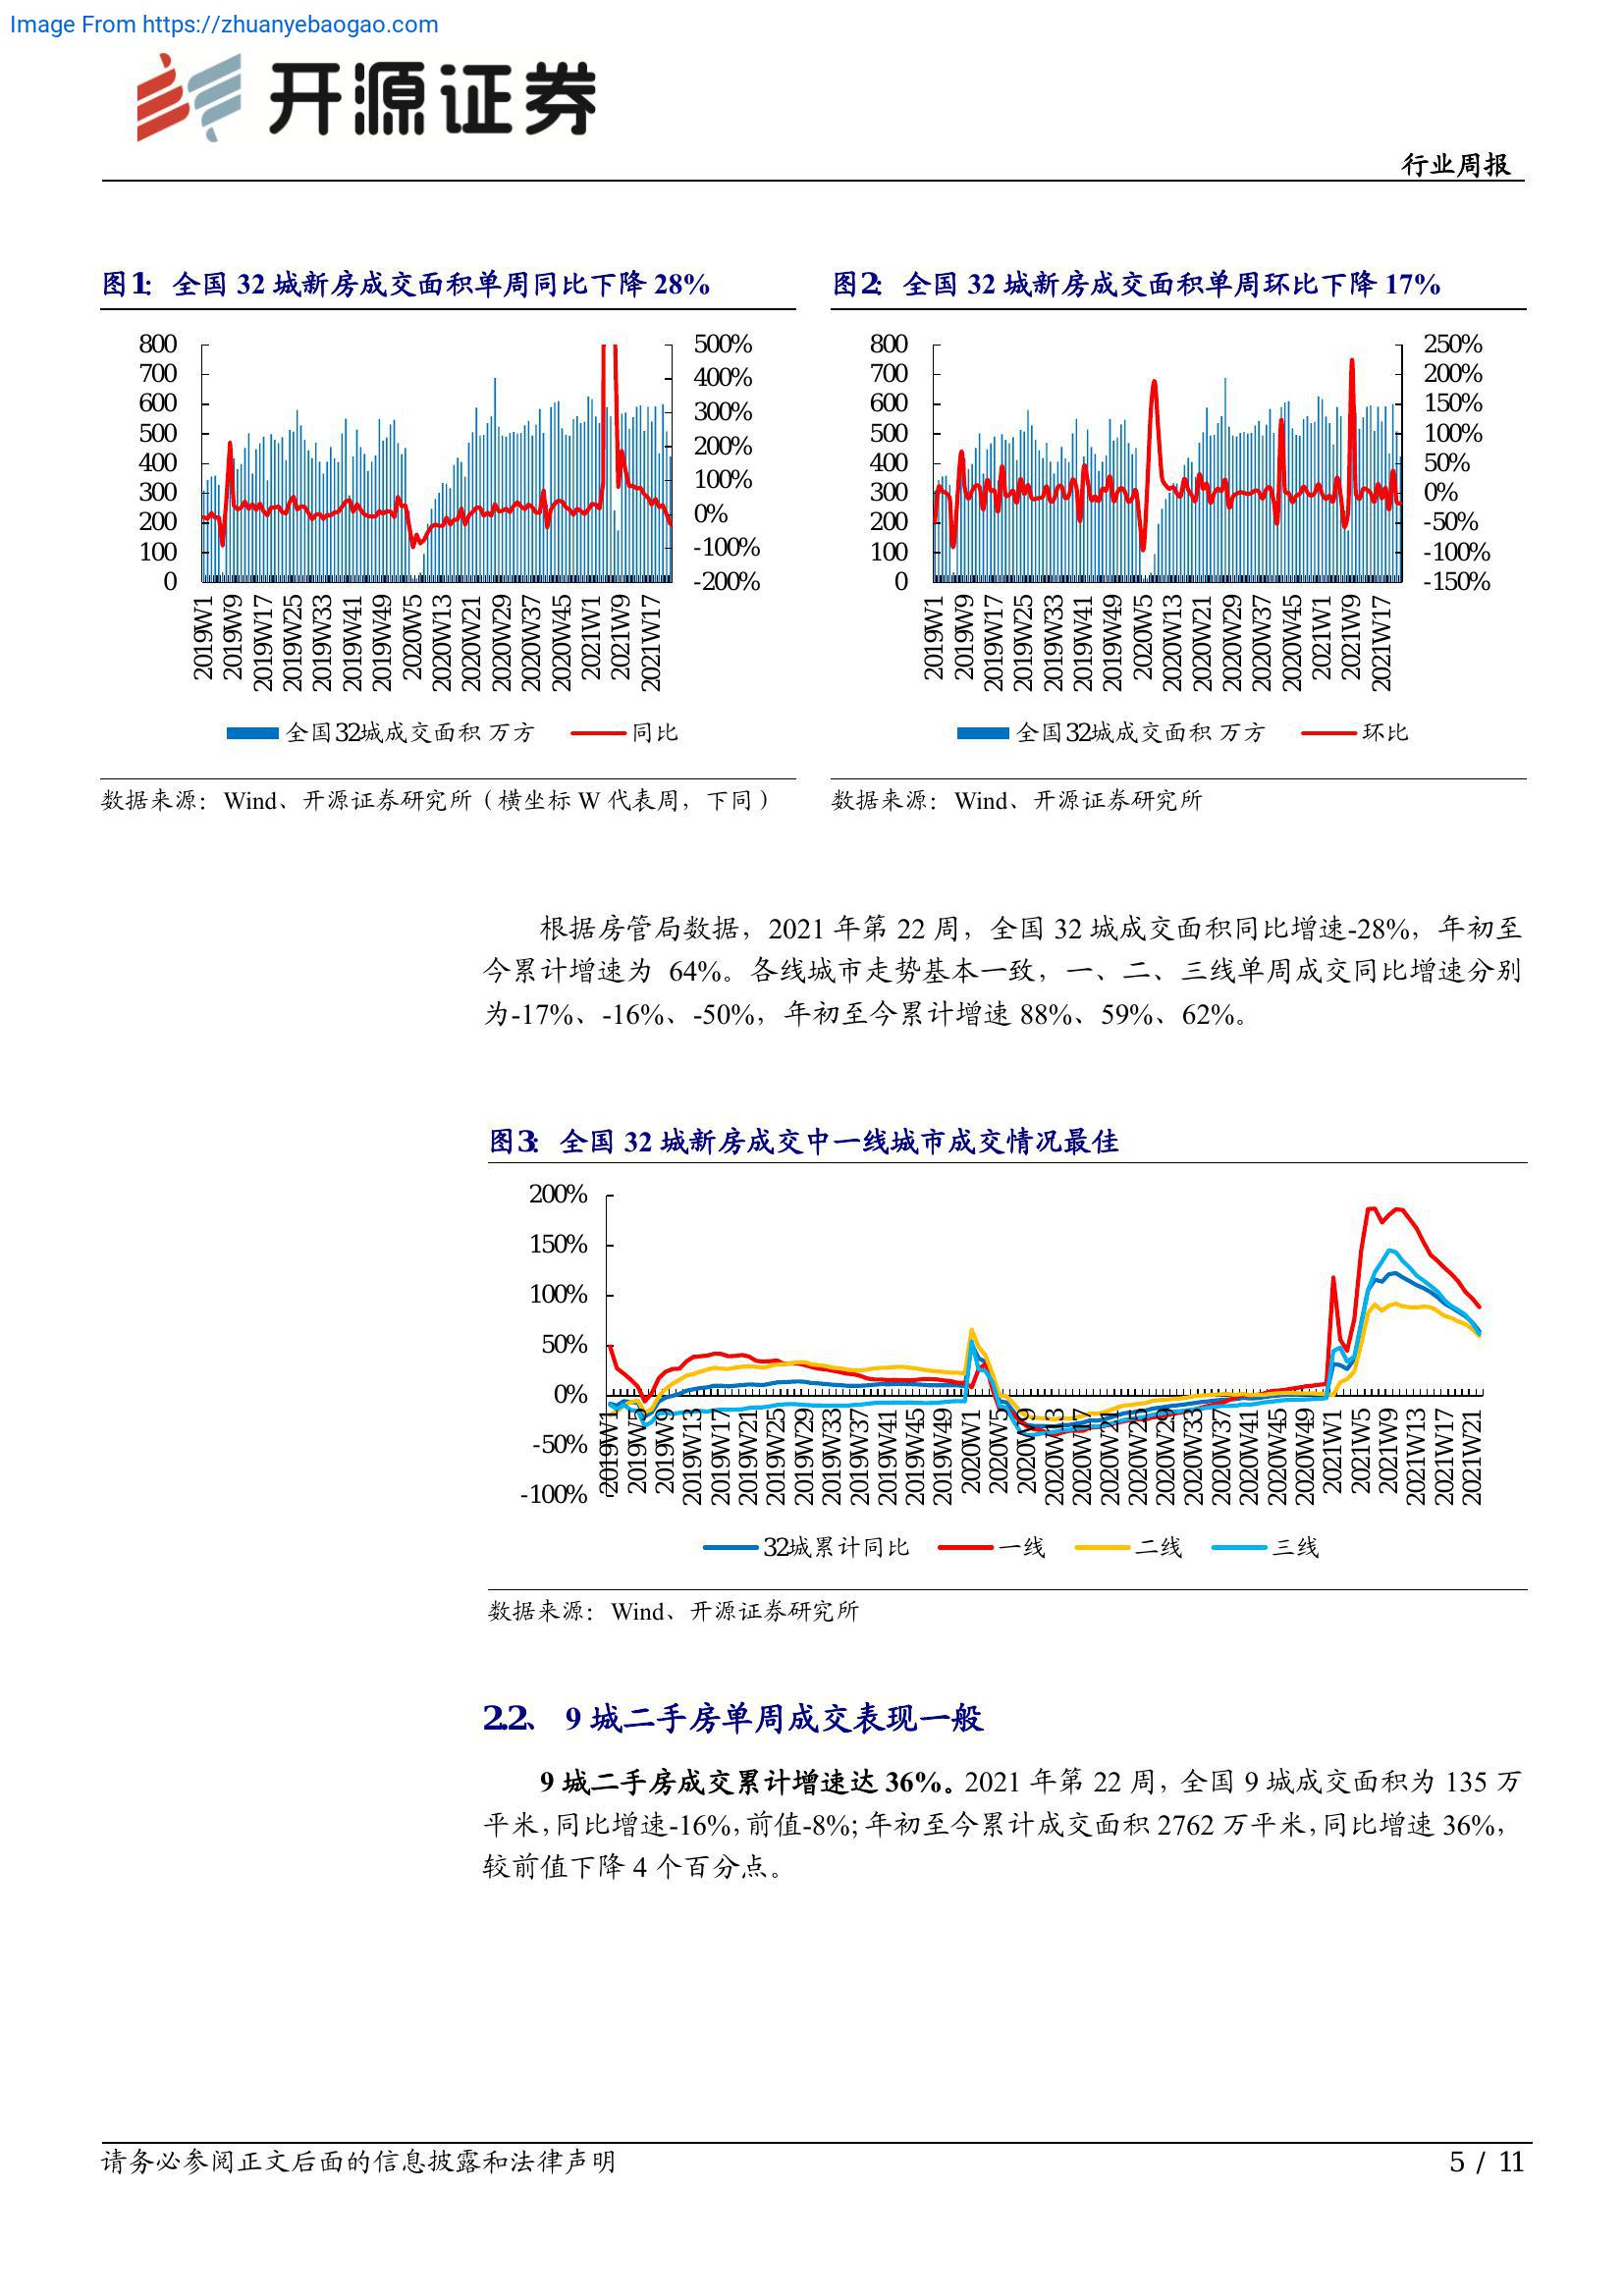 Image From https://zhuanyebaogao.com
开源证券
行业周报
图1： 全国 32 城新房成交面积单周同比下降 28%
800
700
600
500
400
300
200
100
0
500%
400%
300%
200%
100%
0%
-100%
-200%
2019W1
2019W9
2019W17
2019W25
2019W33
2019W41
2019W49
2020W5
2020W13
2020W21
2020W29
2020W37
2020W45
2021W1
2021W9
2021W17
全国32城成交面积 万方
同比
数据来源：Wind、开源证券研究所（横坐标 W 代表周，下同）
图2： 全国 32 城新房成交面积单周环比下降 17%
800
700
600
500
400
300
200
100
0
250%
200%
150%
100%
50%
0%
-50%
-100%
-150%
2019W1
2019W9
2019W17
2019W25
2019W33
2019W41
2019W49
2020W5
2020W13
2020W21
2020W29
2020W37
2020W45
2021W1
2021W9
2021W17
全国32城成交面积 万方
环比
数据来源：Wind、开源证券研究所
根据房管局数据，2021 年第 22 周，全国 32 城成交面积同比增速-28%，年初至
今累计增速为 64%。各线城市走势基本一致，一、二、三线单周成交同比增速分别
为-17%、-16%、-50%，年初至今累计增速 88%、59%、62%。
图3： 全国 32 城新房成交中一线城市成交情况最佳
200%
150%
100%
50%
0%
-50%
-100%
2019W1
2019W5
2019W9
2019W13
2019W17
2019W21
2019W25
2019W29
2019W33
2019W37
2019W41
2019W45
2019W49
2020W1
2020W5
2020W9
2020W13
2020W17
2020W21
2020W25
2020W29
2020W33
2020W37
2020W41
2020W45
2020W49
2021W1
2021W5
2021W9
2021W13
2021W17
2021W21
32城累计同比
一线
二线
三线
数据来源：Wind、开源证券研究所
2.2、 9 城二手房单周成交表现一般
9 城二手房成交累计增速达 36%。2021 年第 22 周，全国 9 城成交面积为 135 万
平米，同比增速-16%，前值-8%；年初至今累计成交面积 2762 万平米，同比增速 36%，
较前值下降 4 个百分点。
请务必参阅正文后面的信息披露和法律声明
5 / 11